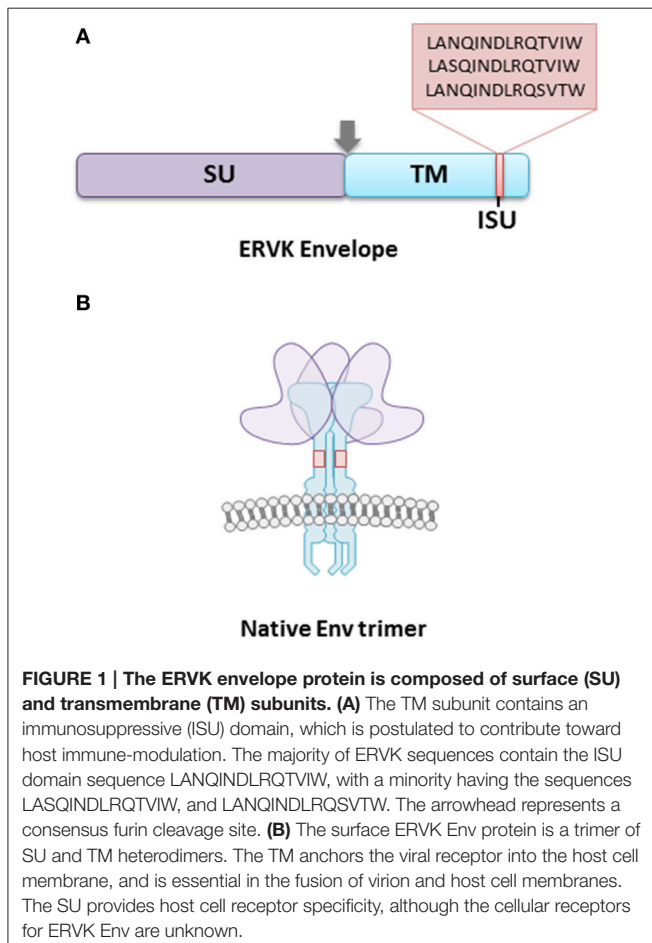 A
LANQINDLRQTVIW
LASQINDLRQTVIW
LANQINDLRQSVTW
SU
TM
ISU
ERVK Envelope
B
Native Env trimer
FIGURE 1 | The ERVK envelope protein is composed of surface (SU)
and transmembrane (TM) subunits. (A) The TM subunit contains an
immunosuppressive (ISU) domain, which is postulated to contribute toward
host immune-modulation. The majority of ERVK sequences contain the ISU
domain sequence LANQINDLRQTVIW, with a minority having the sequences
LASQINDLRQTVIW, and LANQINDLRQSVTW. The arrowhead represents a
consensus furin cleavage site. (B) The surface ERVK Env protein is a trimer of
SU and TM heterodimers. The TM anchors the viral receptor into the host cell
membrane, and is essential in the fusion of virion and host cell membranes.
The SU provides host cell receptor specificity, although the cellular receptors
for ERVK Env are unknown.